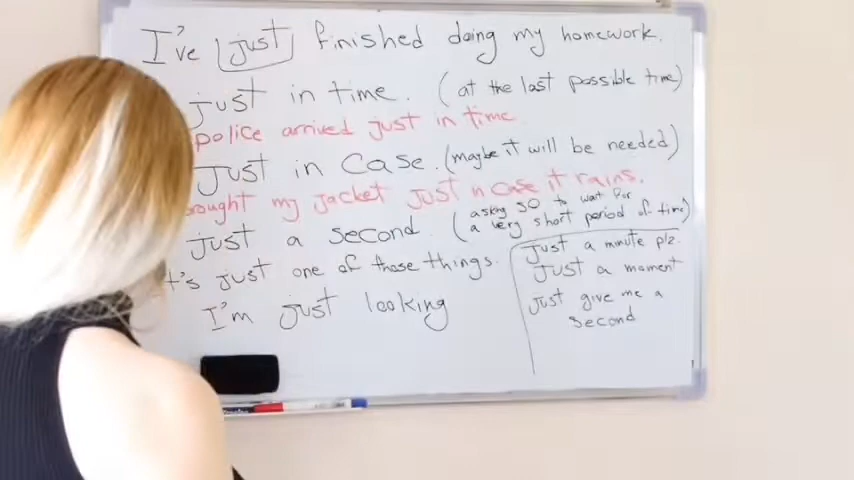 I've just finished doing my homework.
just in time. (at the last possible time)
police arrived just in time
Just in case. (maybe it will be needed)
my jacket just in case it rains.
just a second. (asking SO to wait for
a very short period of time)
just one of those things.
I'm just looking
Just a minute plz.
Just a moment
Just give me a
second